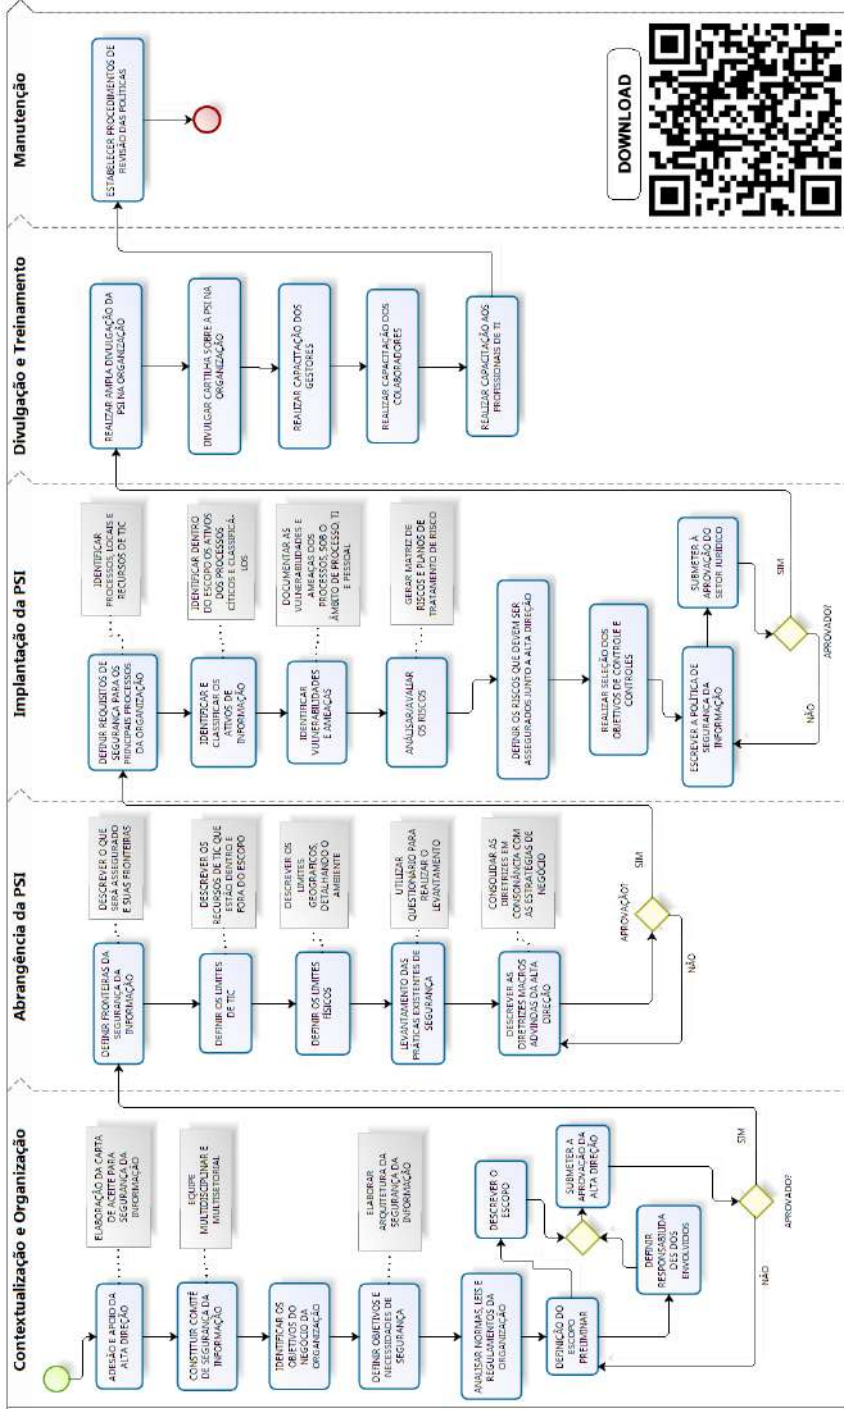 Contextualização e Organização
ADESÃO E APOIO DA
ALTA DIREÇÃO
ELABORAÇÃO DA CARTA
DE ACEITE PARA
SEGURANÇA DA
INFORMAÇÃO
CONSTITUIR COMITÊ
DE SEGURANÇA DA
INFORMAÇÃO
EQUIPE
MULTIDISCIPLINAR E
MULTISETORIAL
IDENTIFICAR OS
OBJETIVOS DO
NEGÓCIO DA
ORGANIZAÇÃO
DEFINIR OBJETIVOS E
NECESSIDADES DE
SEGURANÇA
ELABORAR
ARQUITETURA DA
SEGURANÇA DA
INFORMAÇÃO
ANALISAR NORMAS, LEIS E
REGULAMENTOS DA
ORGANIZAÇÃO
DEFINIÇÃO DO
ESCOPO
PRELIMINAR
DESCREVER O
ESCOPO
DEFINIR
RESPONSABILIDA
DES DOS
ENVOLVIDOS
SUBMETER A
APROVAÇÃO DA
ALTA DIREÇÃO
APROVADO?
SIM
NÃO
Abrangência da PSI
DEFINIR FRONTEIRAS DA
SEGURANÇA DA
INFORMAÇÃO
DESCREVER O QUE
SERÁ ASSEGURADO
E SUAS FRONTEIRAS
DEFINIR OS LIMITES
DE TIC
DESCREVER OS
RECURSOS DE TIC QUE
ESTÃO DENTRO E
FORA DO ESCOPO
DEFINIR OS LIMITES
FÍSICOS
DESCREVER OS
LIMITES
GEOGRÁFICOS,
DETALHANDO O
AMBIENTE
LEVANTAMENTO DAS
PRÁTICAS EXISTENTES DE
SEGURANÇA
UTILIZAR
QUESTIONÁRIO PARA
REALIZAR O
LEVANTAMENTO
DESCREVER AS
DIRETRIZES MACROS
ADVINDAS DA ALTA
DIREÇÃO
CONSOLIDAR AS
DIRETRIZES EM
CONSONÂNCIA COM
AS ESTRATÉGIAS DE
NEGÓCIO
APROVAÇÃO?
SIM
NÃO
Implantação da PSI
DEFINIR REQUISITOS DE
SEGURANÇA PARA OS
PRINCIPAIS PROCESSOS
DA ORGANIZAÇÃO
IDENTIFICAR
PROCESSOS, LOCAIS E
RECURSOS DE TIC
IDENTIFICAR E
CLASSIFICAR OS
ATIVOS DE
INFORMAÇÃO
IDENTIFICAR DENTRO
DO ESCOPO OS ATIVOS
DOS PROCESSOS
CÍTICOS E CLASSIFICÁ-
LOS
IDENTIFICAR
VULNERABILIDADES
E AMEAÇAS
DOCUMENTAR AS
VULNERABILIDADES E
AMEAÇAS DOS
PROCESSOS, SOB O
ÂMBITO DE PROCESSO, TI
E PESSOAL
ANÁLISAR/AVALIAR
OS RISCOS
GERAR MATRIZ DE
RISCOS E PLANOS DE
TRATAMENTO DE RISCO
DEFINIR OS RISCOS QUE DEVEM SER
ASSEGURADOS JUNTO A ALTA DIREÇÃO
REALIZAR SELEÇÃO DOS
OBJETIVOS DE CONTROLE E
CONTROLES
ESCREVER A POLÍTICA DE
SEGURANÇA DA
INFORMAÇÃO
SUBMETER À
APROVAÇÃO DO
SETOR JURÍDICO
APROVADO?
SIM
NÃO
Divulgação e Treinamento
REALIZAR AMPLA DIVULGAÇÃO DA
PSI NA ORGANIZAÇÃO
DIVULGAR CARTILHA SOBRE A PSI NA
ORGANIZAÇÃO
REALIZAR CAPACITAÇÃO DOS
GESTORES
REALIZAR CAPACITAÇÃO DOS
COLABORADORES
REALIZAR CAPACITAÇÃO AOS
PROFISSIONAIS DE TI
Manutenção
ESTABELECER PROCEDIMENTOS DE
REVISÃO DAS POLÍTICAS
DOWNLOAD